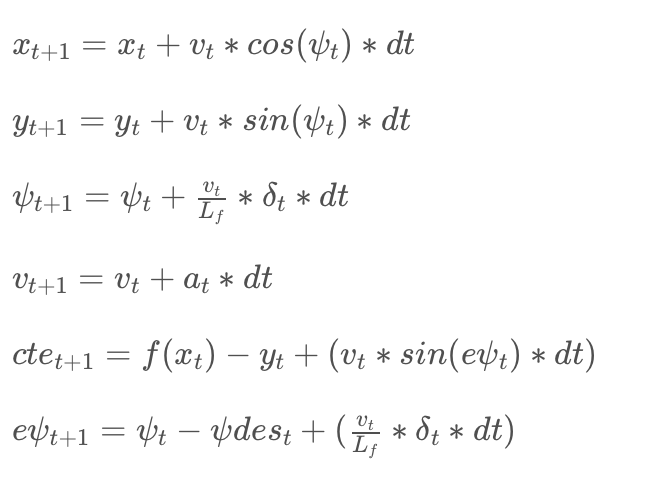 x_{t+1} = x_t + v_t * cos(ψ_t) * dt
y_{t+1} = y_t + v_t * sin(ψ_t) * dt
ψ_{t+1} = ψ_t + \frac{v_t}{L_f} * δ_t * dt
v_{t+1} = v_t + a_t * dt
cte_{t+1} = f(x_t) − y_t + (v_t * sin(eψ_t) * dt)
eψ_{t+1} = ψ_t − ψdes_t + (\frac{v_t}{L_f} * δ_t * dt)